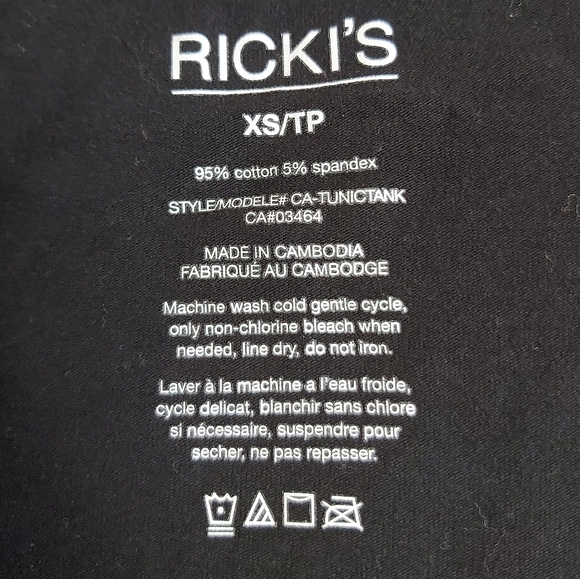 RICKI'S
XS/TP
95% cotton 5% spandex
STYLE/MODELE# CA-TUNICTANK
CA#03464
MADE IN CAMBODIA
FABRIQUÉ AU CAMBODGE
Machine wash cold gentle cycle,
only non-chlorine bleach when
needed, line dry, do not iron.
Laver à la machine a l'eau froide,
cycle delicat, blanchir sans chlore
si nécessaire, suspendre pour
secher, ne pas repasser.